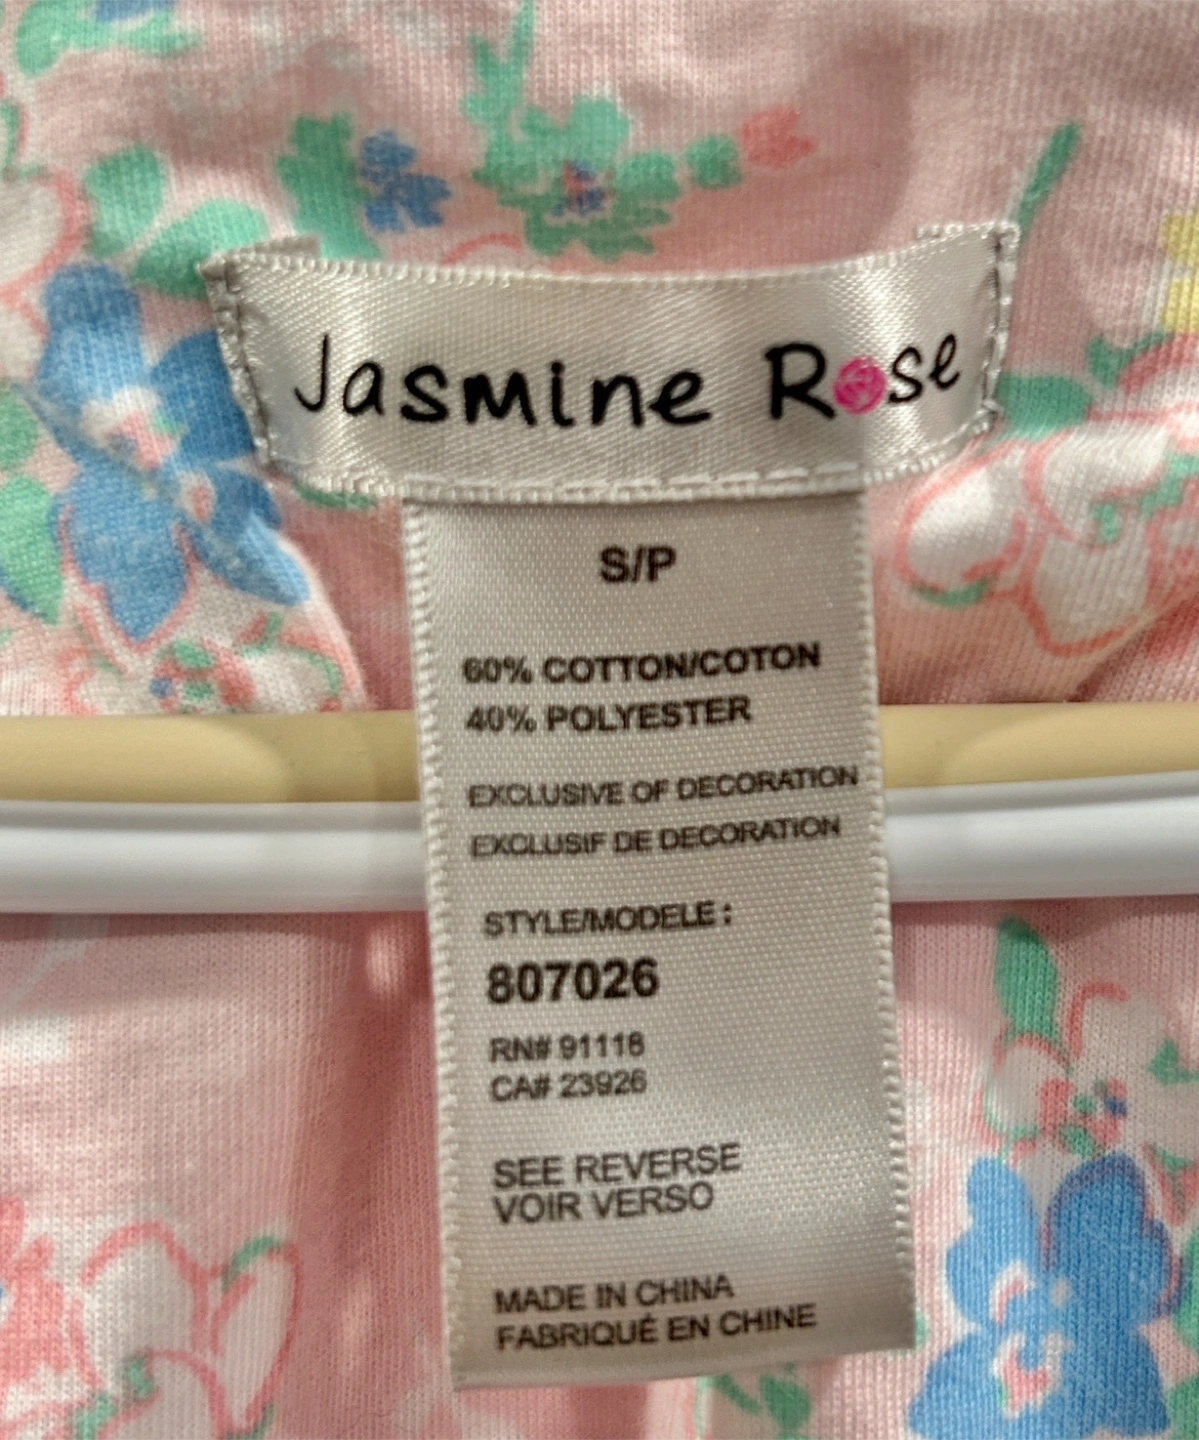 Jasmine Rose
S/P
60% COTTON/COTON
40% POLYESTER
EXCLUSIVE OF DECORATION
EXCLUSIF DE DECORATION
STYLE/MODELE :
807026
RN# 91118
CA# 23926
SEE REVERSE
VOIR VERSO
MADE IN CHINA
FABRIQUÉ EN CHINE